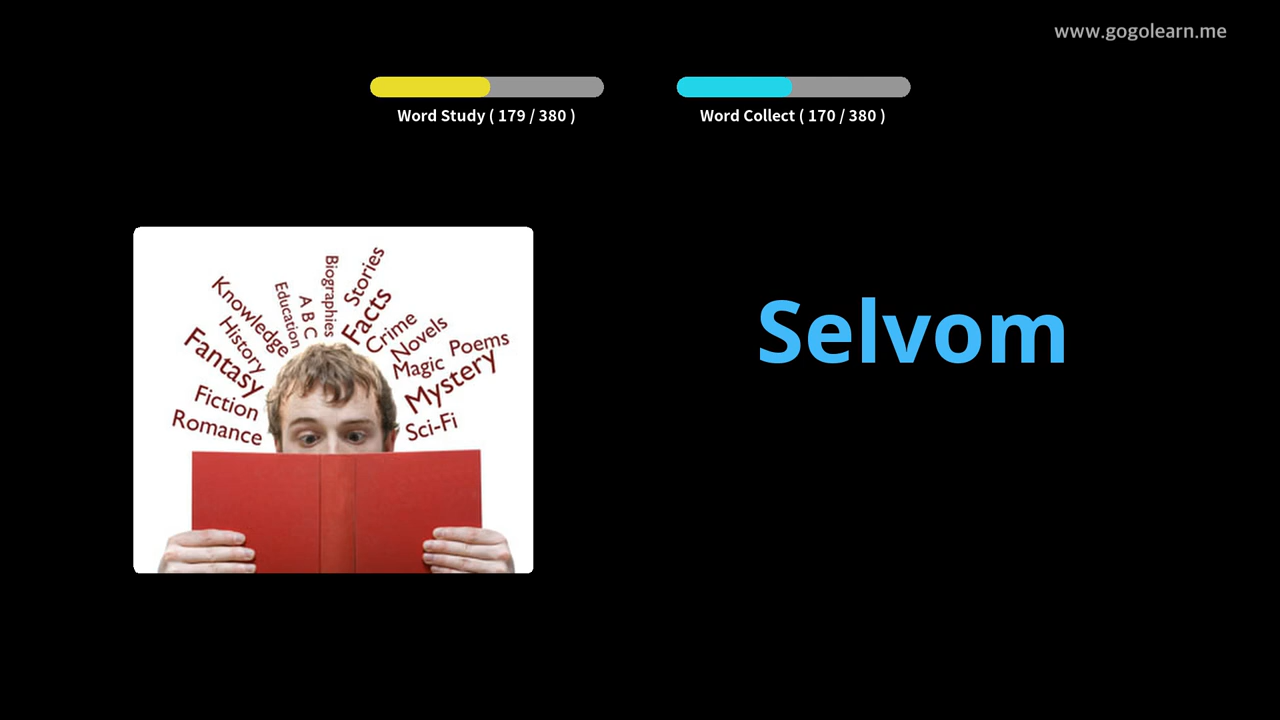 www.gogolearn.me
Word Study ( 179 / 380 )
Word Collect ( 170 / 380 )
Romance
Fiction
Fantasy
History
Knowledge
Education
A B C
Biographies
Stories
Facts
Crime
Novels
Magic
Poems
Mystery
Sci-Fi
Selvom